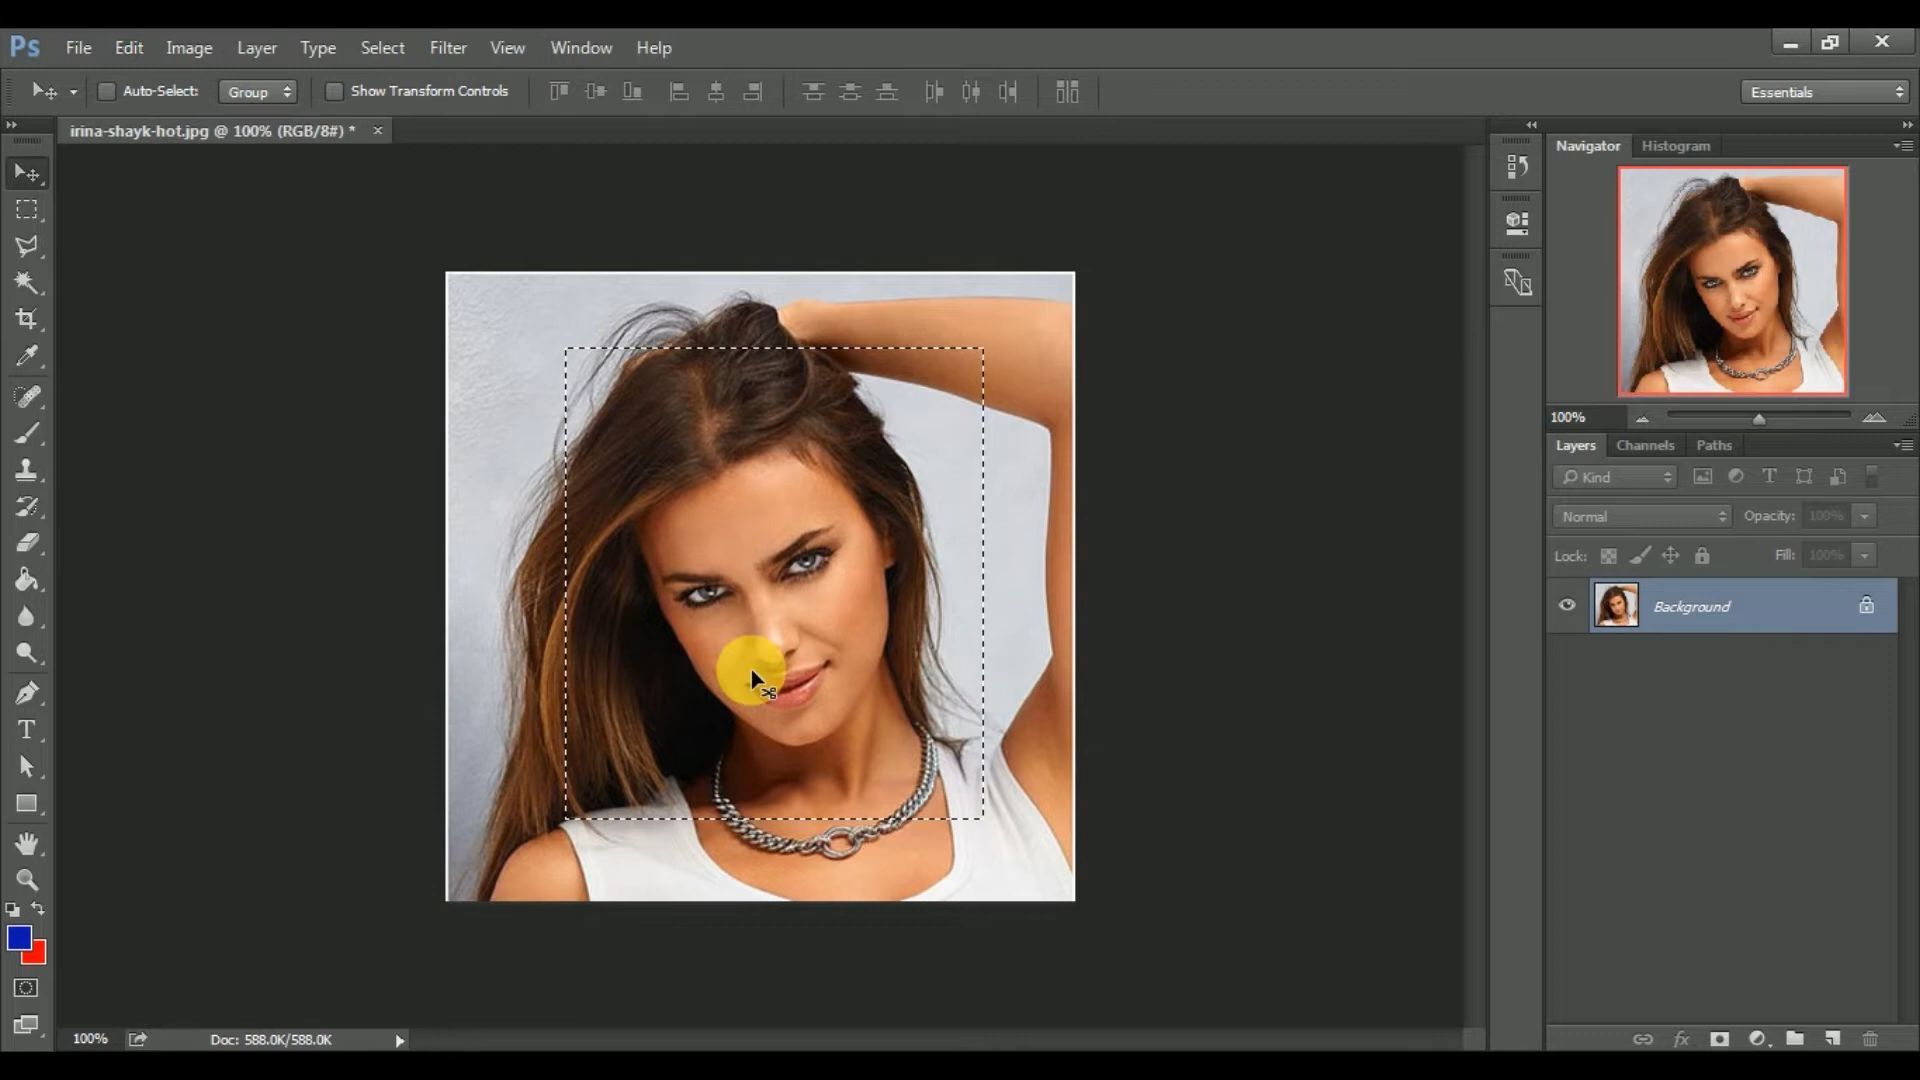 Ps File Edit Image Layer Type Select Filter View Window Help
Auto-Select: Group Show Transform Controls Essentials
irina-shayk-hot.jpg @ 100% (RGB/8#) * ×
Navigator Histogram
100%
Layers Channels Paths
Kind
Normal Opacity: 100%
Lock: Fill: 100%
Background
100% Doc: 588.0K/588.0K